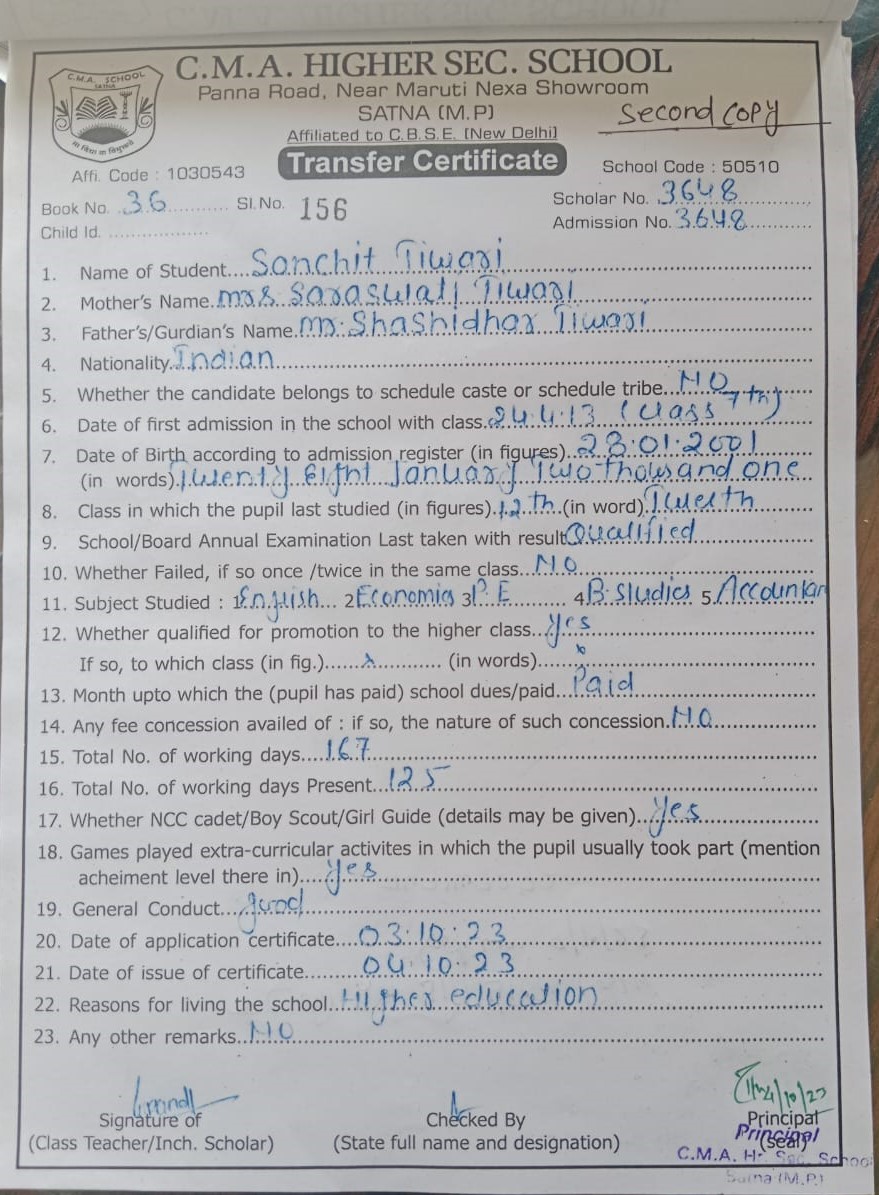 C.M.A. SCHOOL
SATNA
C.M.A. HIGHER SEC. SCHOOL
Panna Road, Near Maruti Nexa Showroom
SATNA (M.P)
Second COPY
Affiliated to C.B.S.E. (New Delhi)
Affi. Code : 1030543
Transfer Certificate
School Code : 50510
Book No. 36 Sl.No. 156
Scholar No. 3648
Child Id.
Admission No. 3648
1. Name of Student.... Sanchit Tiwari
2. Mother's Name. mrs. Saraswati Tiwari
3. Father's/Gurdian's Name. mr. Shashidhar Tiwari
4. Nationality. Indian
5. Whether the candidate belongs to schedule caste or schedule tribe... NO
6. Date of first admission in the school with class. 24.4.13 (Class 7th)
7. Date of Birth according to admission register (in figures).. 28.01.2001
(in words). Twenty Eight January Two thousand one
8. Class in which the pupil last studied (in figures). 12th (in word)
9. School/Board Annual Examination Last taken with result Qualified
10. Whether Failed, if so once /twice in the same class... NO
11. Subject Studied : 1 English 2 Economics 3 P.E 4 B. Studies 5.
12. Whether qualified for promotion to the higher class... yes
If so, to which class (in fig.)...... x (in words)...... x
13. Month upto which the (pupil has paid) school dues/paid... Paid
14. Any fee concession availed of : if so, the nature of such concession. NO
15. Total No. of working days.... 167
16. Total No. of working days Present... 125
17. Whether NCC cadet/Boy Scout/Girl Guide (details may be given).. Yes
18. Games played extra-curricular activites in which the pupil usually took part (mention
acheiment level there in).... yes
19. General Conduct... good
20. Date of application certificate.... 03.10.23
21. Date of issue of certificate........ 04.10.23
22. Reasons for living the school.. Higher education
23. Any other remarks.. NO
Signature of
Checked By
Principal
(Class Teacher/Inch. Scholar)
(State full name and designation)
(seal)
Principal
C.M.A. Hr. Sec. School
Satna (M.P.)